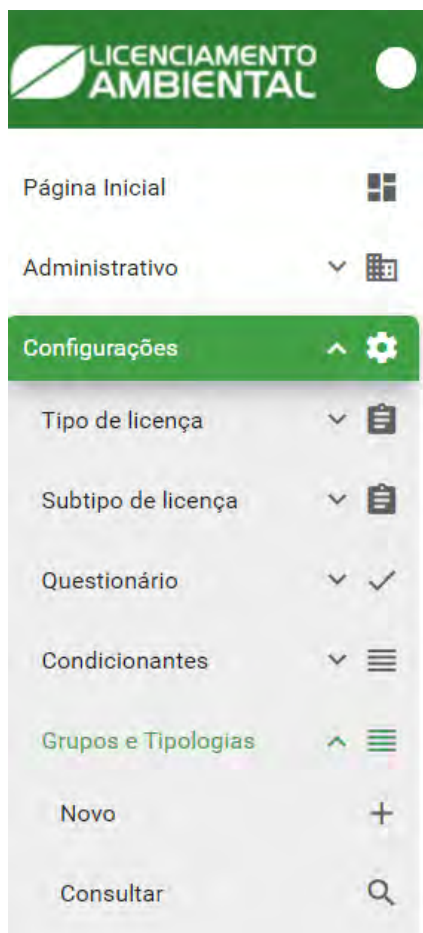 LICENCIAMENTO
AMBIENTAL
Página Inicial
Administrativo
Configurações
Tipo de licença
Subtipo de licença
Questionário
Condicionantes
Grupos e Tipologias
Novo
Consultar